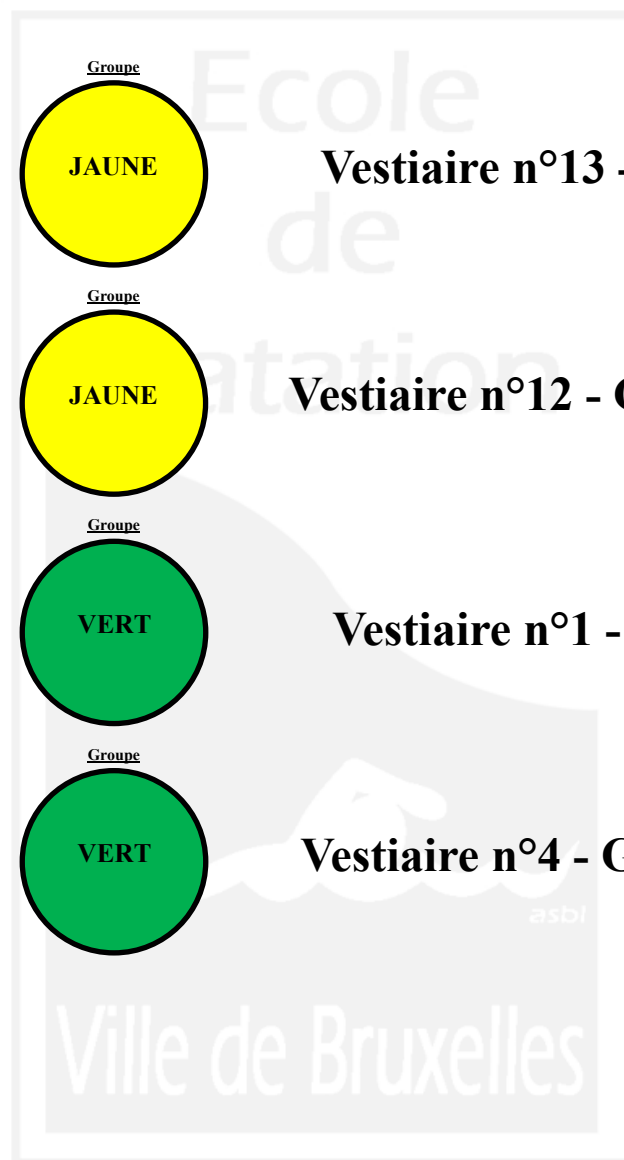 Ecole
de
Groupe
JAUNE
Vestiaire n°13 -
Groupe
JAUNE
Vestiaire n°12 -
Groupe
VERT
Vestiaire n°1 -
Groupe
VERT
Vestiaire n°4 - G
asbl
Ville de Bruxelles